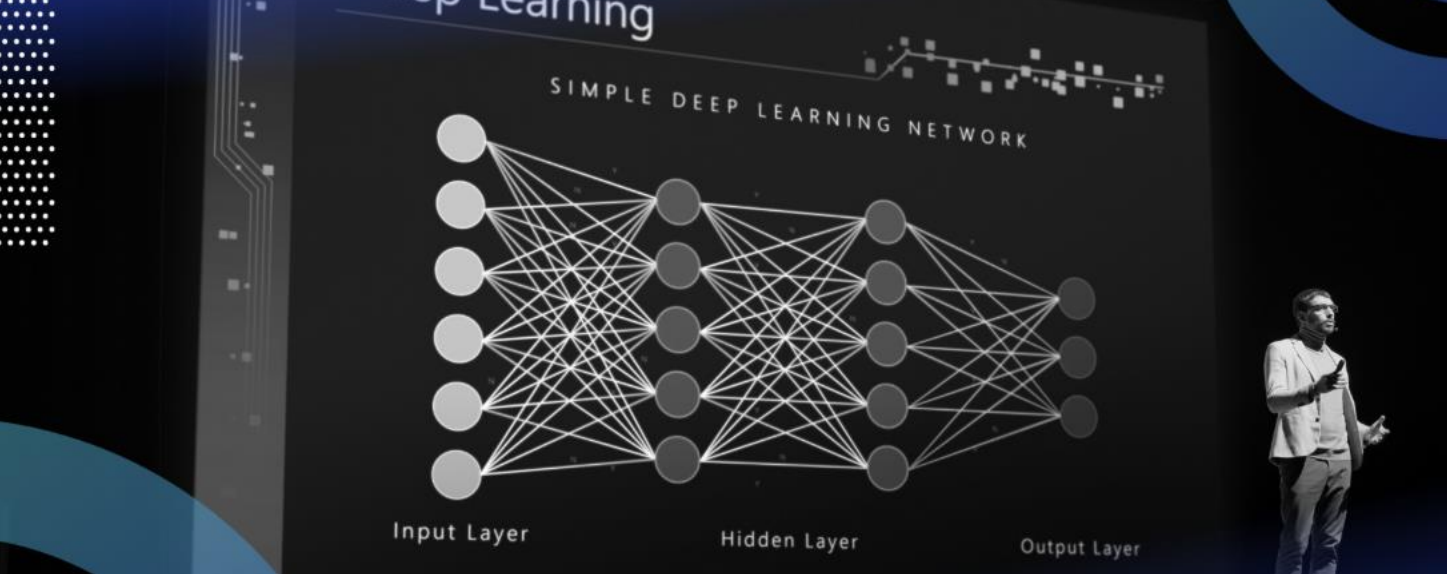 Learning
SIMPLE DEEP LEARNING NETWORK
Input Layer
Hidden Layer
Output Layer